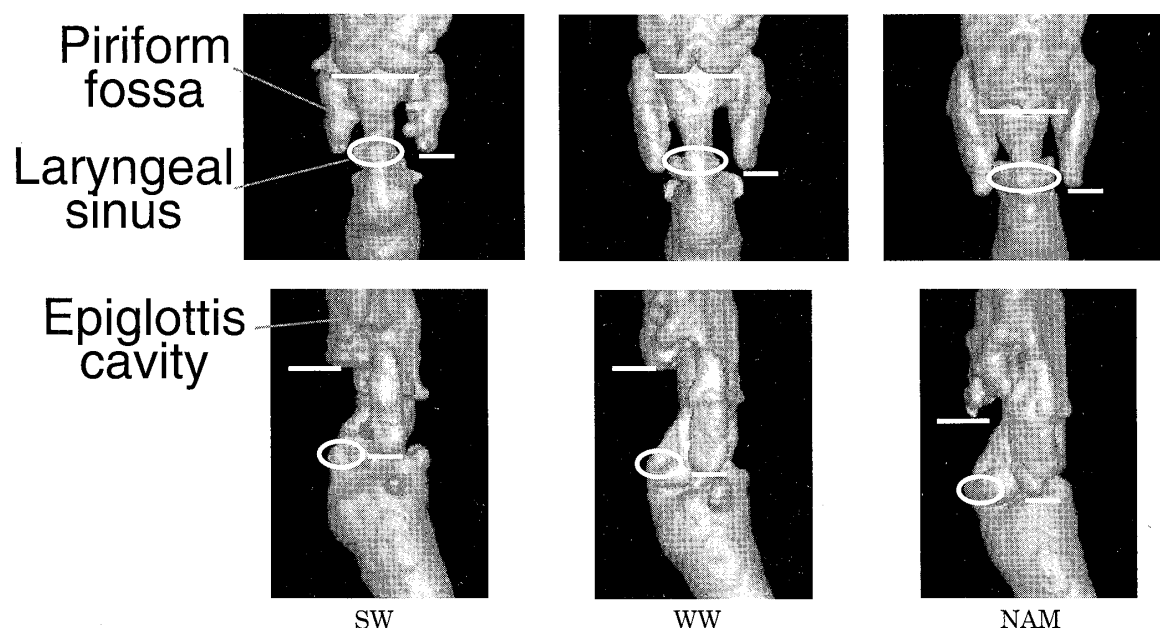 Piriform
fossa
Laryngeal
sinus
Epiglottis
cavity
SW
WW
NAM